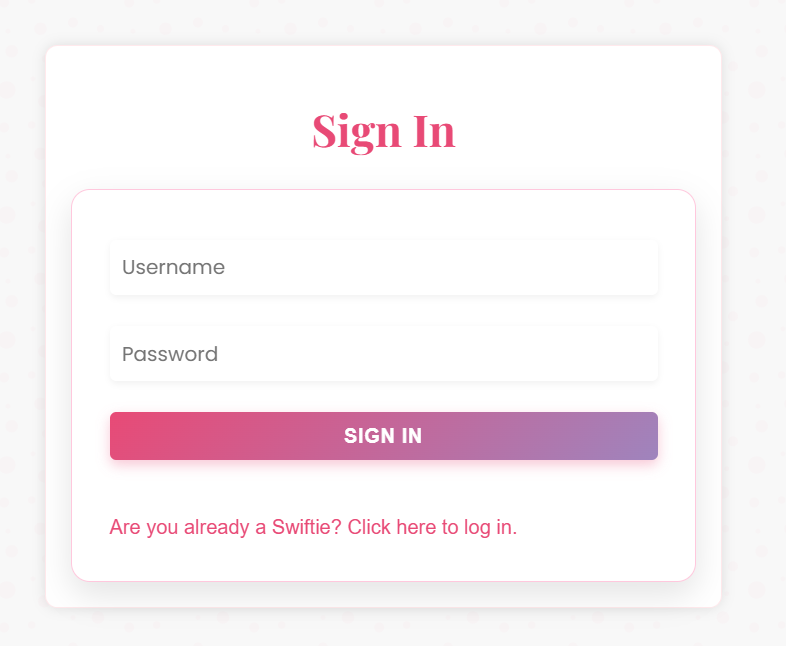 Sign In
Username
Password
SIGN IN
Are you already a Swiftie? Click here to log in.